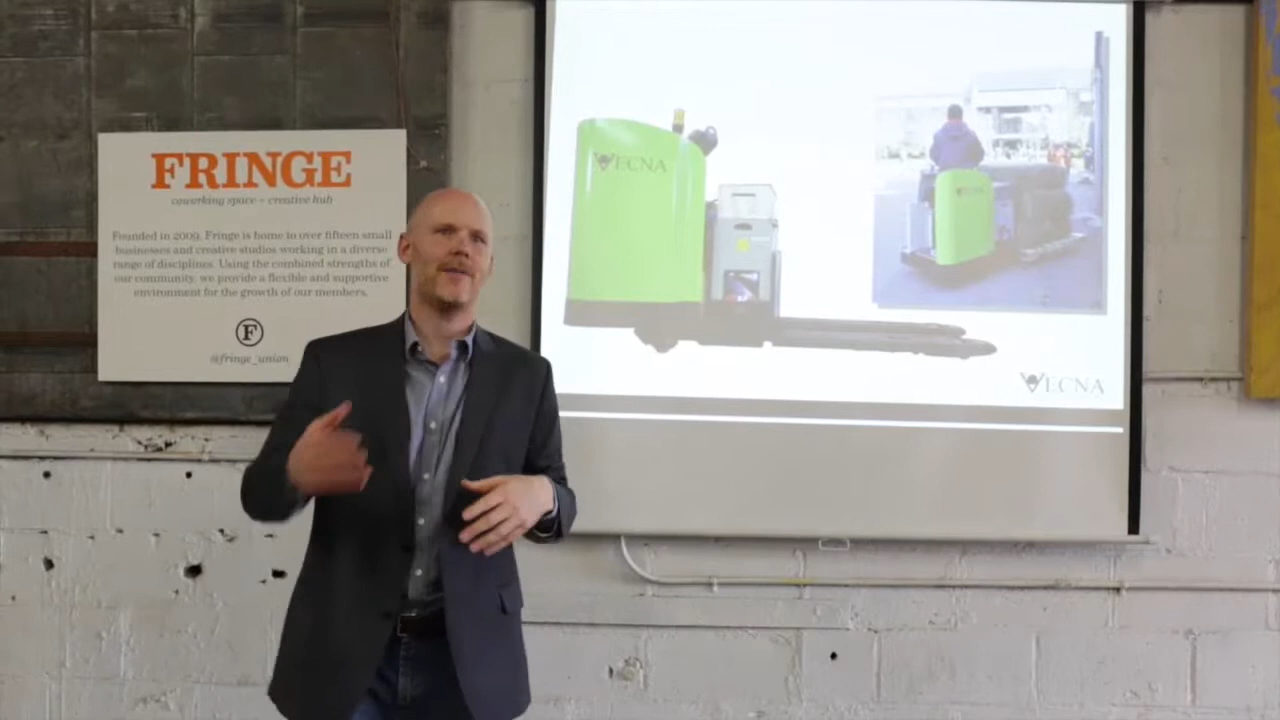 FRINGE
coworking space + creative hub
Founded in 2009, Fringe is home to over fifteen small
businesses and creative studios working in a diverse
range of disciplines. Using the combined strengths of
our community, we provide a flexible and supportive
environment for the growth of our members.
F
@fringe_union
VECNA
VECNA